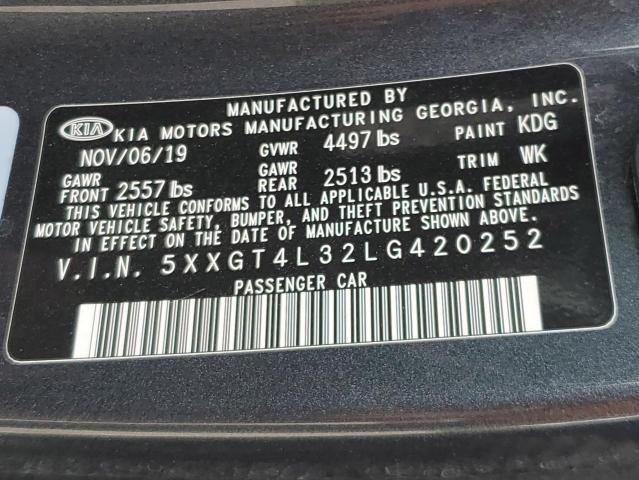 MANUFACTURED BY
KIA KIA MOTORS MANUFACTURING GEORGIA, INC.
NOV/06/19 GVWR 4497 lbs PAINT KDG
GAWR FRONT 2557 lbs GAWR REAR 2513 lbs TRIM WK
THIS VEHICLE CONFORMS TO ALL APPLICABLE U.S.A. FEDERAL
MOTOR VEHICLE SAFETY, BUMPER, AND THEFT PREVENTION STANDARDS
IN EFFECT ON THE DATE OF MANUFACTURE SHOWN ABOVE.
V.I.N. 5XXGT4L32LG420252
PASSENGER CAR